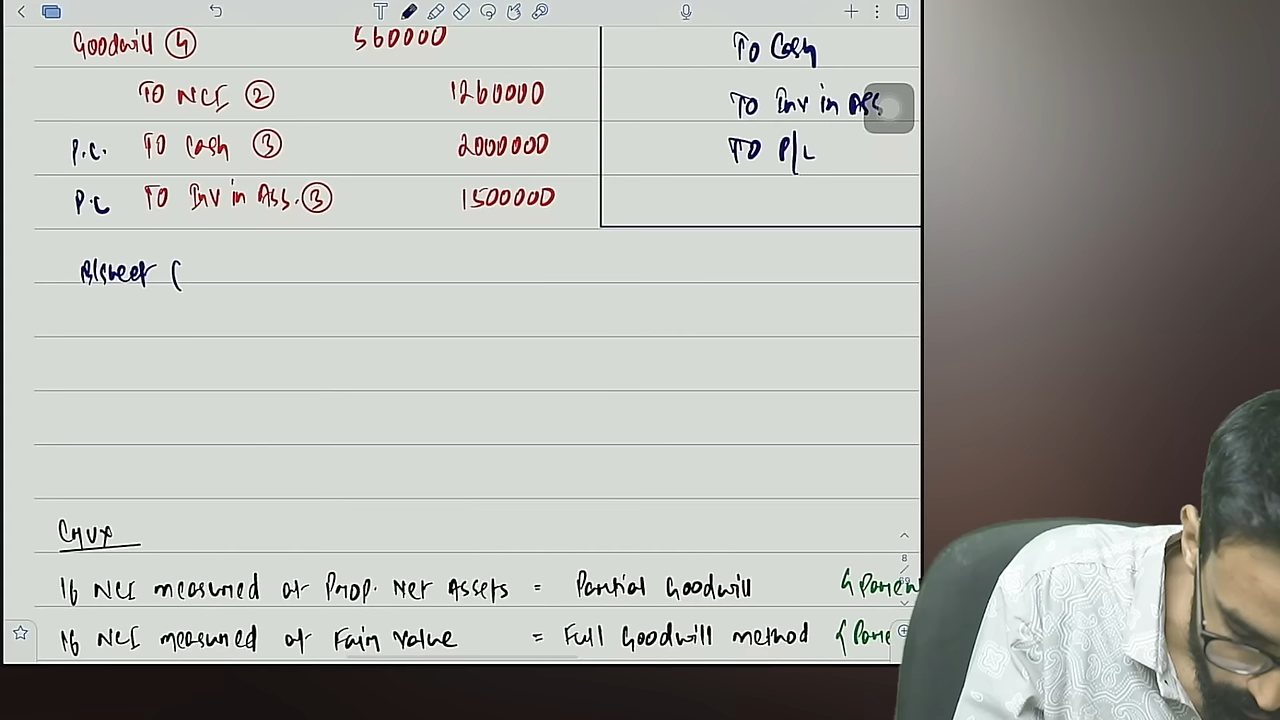 Goodwill ④ 560000
TO NCI ② 1260000
P.C. TO Cash ③ 2000000
P.C TO Inv in Ass. ③ 1500000
TO Cash
TO Inv in Ass
TO P/L
B/sheet (
Crux
If NCI measured at Prop. Net Assets = Partial Goodwill
If NCI measured at Fair Value = Full Goodwill method
8